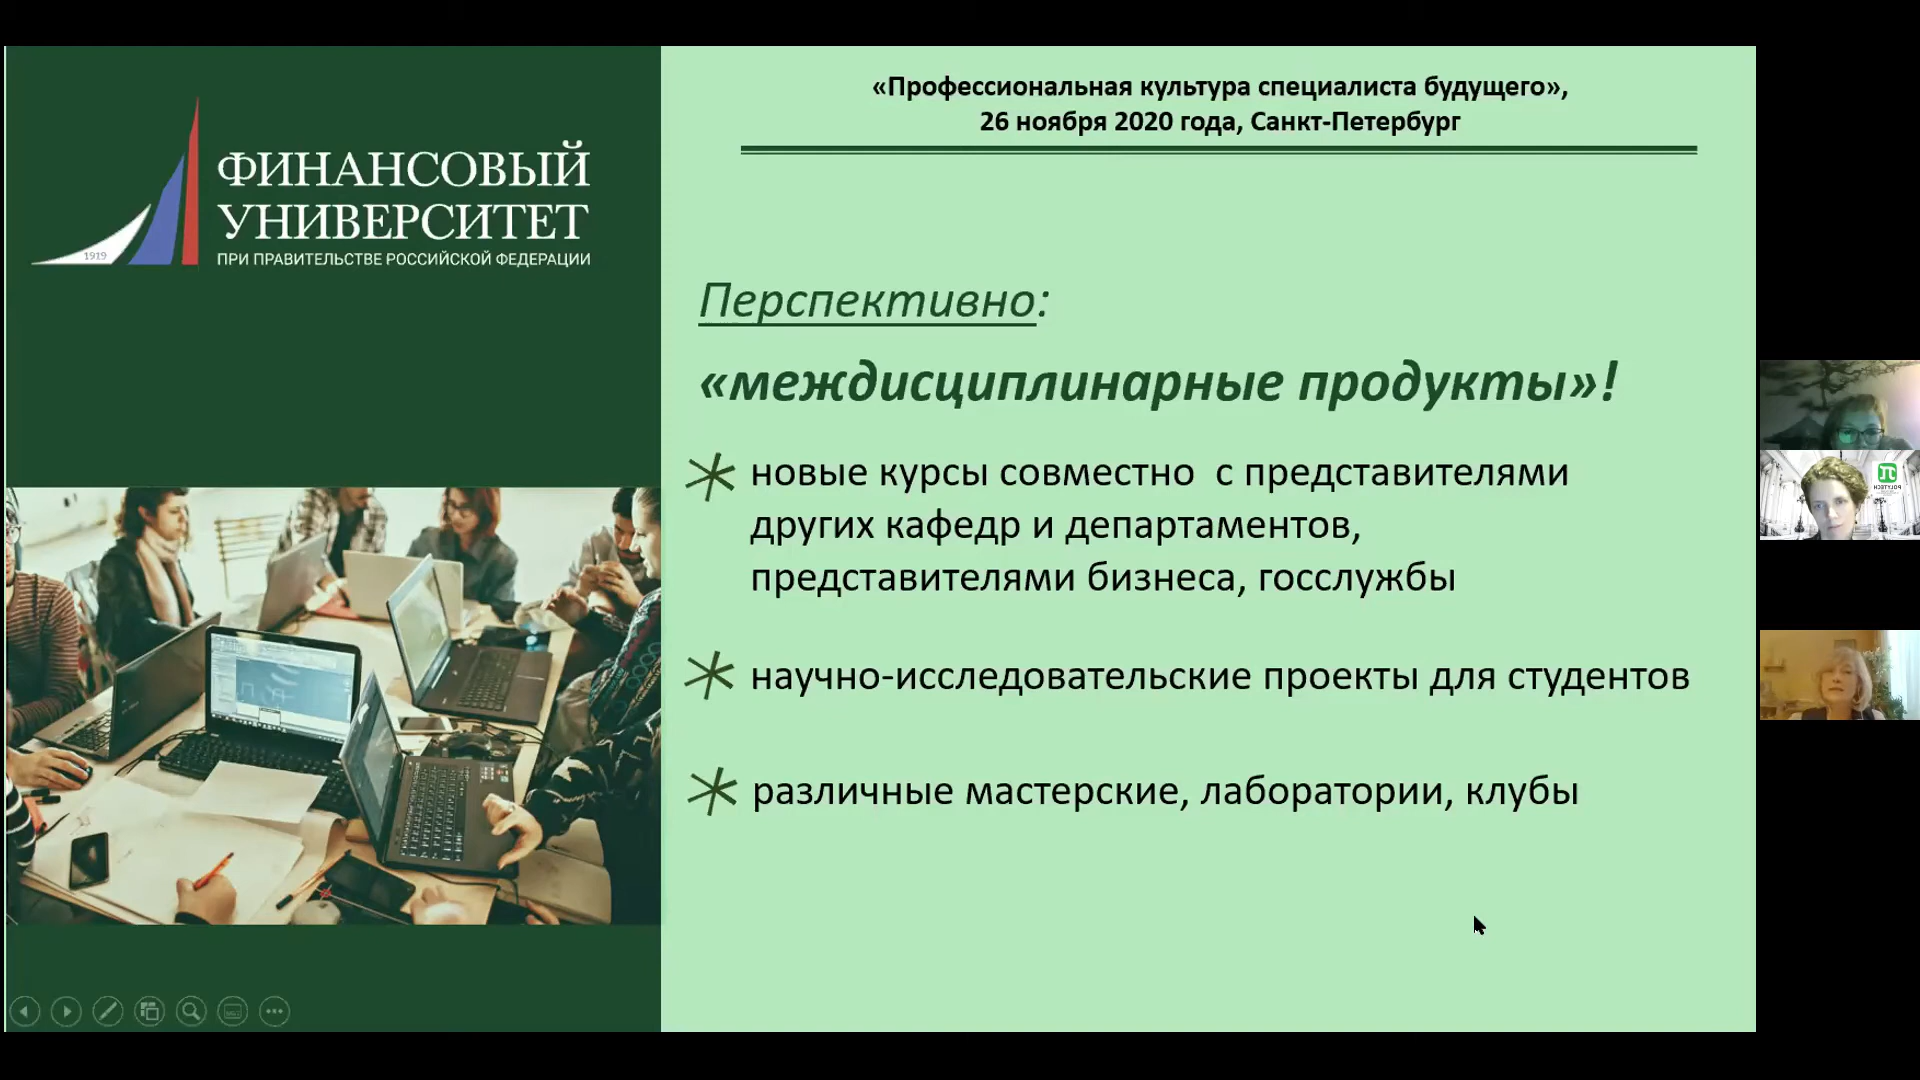 «Профессиональная культура специалиста будущего»,
26 ноября 2020 года, Санкт-Петербург
ФИНАНСОВЫЙ
УНИВЕРСИТЕТ
ПРИ ПРАВИТЕЛЬСТВЕ РОССИЙСКОЙ ФЕДЕРАЦИИ
1919
Перспективно:
«междисциплинарные продукты»!
новые курсы совместно с представителями
других кафедр и департаментов,
представителями бизнеса, госслужбы
научно-исследовательские проекты для студентов
различные мастерские, лаборатории, клубы
POLYTECH